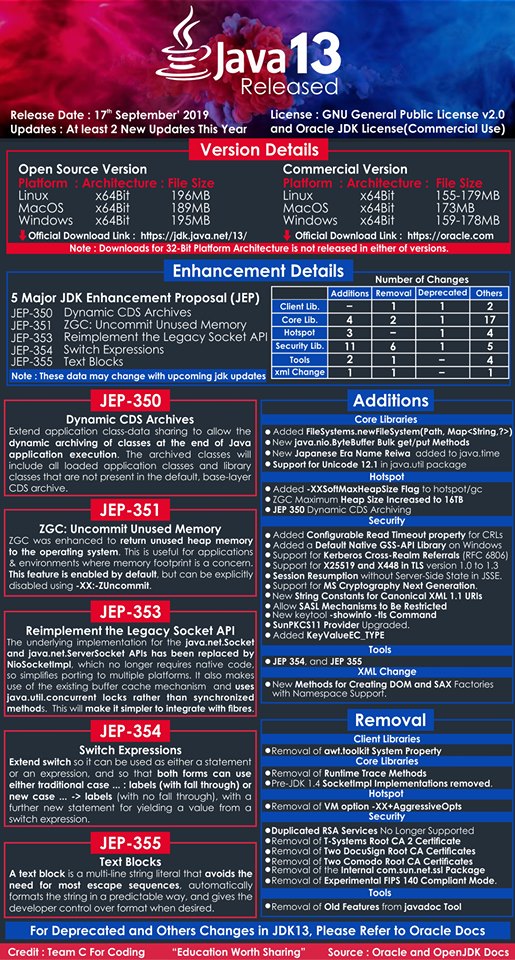 Java13
Released
Release Date : 17th September' 2019
Updates : At least 2 New Updates This Year
License : GNU General Public License v2.0
and Oracle JDK License(Commercial Use)
Version Details
Open Source Version
Platform : Architecture : File Size
Linux x64Bit 196MB
MacOS x64Bit 189MB
Windows x64Bit 195MB
Official Download Link : https://jdk.java.net/13/
Commercial Version
Platform : Architecture : File Size
Linux x64Bit 155-179MB
MacOS x64Bit 173MB
Windows x64Bit 159-178MB
Official Download Link : https://oracle.com
Note : Downloads for 32-Bit Platform Architecture is not released in either of versions.
Enhancement Details
5 Major JDK Enhancement Proposal (JEP)
JEP-350 Dynamic CDS Archives
JEP-351 ZGC: Uncommit Unused Memory
JEP-353 Reimplement the Legacy Socket API
JEP-354 Switch Expressions
JEP-355 Text Blocks
Note : These data may change with upcoming jdk updates
Number of Changes
Additions Removal Deprecated Others
Client Lib. – 1 1 2
Core Lib. 4 2 1 17
Hotspot 3 – 1 4
Security Lib. 11 6 1 5
Tools 2 1 – 4
xml Change 1 1 – 1
JEP-350
Dynamic CDS Archives
Extend application class-data sharing to allow the
dynamic archiving of classes at the end of Java
application execution. The archived classes will
include all loaded application classes and library
classes that are not present in the default, base-layer
CDS archive.
JEP-351
ZGC: Uncommit Unused Memory
ZGC was enhanced to return unused heap memory
to the operating system. This is useful for applications
& environments where memory footprint is a concern.
This feature is enabled by default, but can be explicitly
disabled using -XX:-ZUncommit.
JEP-353
Reimplement the Legacy Socket API
The underlying implementation for the java.net.Socket
and java.net.ServerSocket APIs has been replaced by
NioSocketImpl, which no longer requires native code,
so simplifies porting to multiple platforms. It also makes
use of the existing buffer cache mechanism and uses
java.util.concurrent locks rather than synchronized
methods. This will make it simpler to integrate with fibres.
JEP-354
Switch Expressions
Extend switch so it can be used as either a statement
or an expression, and so that both forms can use
either traditional case ... : labels (with fall through) or
new case ... -> labels (with no fall through), with a
further new statement for yielding a value from a
switch expression.
JEP-355
Text Blocks
A text block is a multi-line string literal that avoids the
need for most escape sequences, automatically
formats the string in a predictable way, and gives the
developer control over format when desired.
Additions
Core Libraries
Added FileSystems.newFileSystem(Path, Map<String,?>)
New java.nio.ByteBuffer Bulk get/put Methods
New Japanese Era Name Reiwa added to java.time
Support for Unicode 12.1 in java.util package
Hotspot
Added -XXSoftMaxHeapSize Flag to hotspot/gc
ZGC Maximum Heap Size Increased to 16TB
JEP 350 Dynamic CDS Archiving
Security
Added Configurable Read Timeout property for CRLs
Added a Default Native GSS-API Library on Windows
Support for Kerberos Cross-Realm Referrals (RFC 6806)
Support for X25519 and X448 in TLS version 1.0 to 1.3
Session Resumption without Server-Side State in JSSE.
Support for MS Cryptography Next Generation.
New String Constants for Canonical XML 1.1 URIs
Allow SASL Mechanisms to Be Restricted
New keytool -showinfo -tls Command
SunPKCS11 Provider Upgraded.
Added KeyValueEC_TYPE
Tools
JEP 354, and JEP 355
XML Change
New Methods for Creating DOM and SAX Factories
with Namespace Support.
Removal
Client Libraries
Removal of awt.toolkit System Property
Core Libraries
Removal of Runtime Trace Methods
Pre-JDK 1.4 SocketImpl Implementations removed.
Hotspot
Removal of VM option -XX+AggressiveOpts
Security
Duplicated RSA Services No Longer Supported
Removal of T-Systems Root CA 2 Certificate
Removal of Two DocuSign Root CA Certificates
Removal of Two Comodo Root CA Certificates
Removal of the Internal com.sun.net.ssl Package
Removal of Experimental FIPS 140 Compliant Mode.
Tools
Removal of Old Features from javadoc Tool
For Deprecated and Others Changes in JDK13, Please Refer to Oracle Docs
Credit : Team C For Coding "Education Worth Sharing" Source : Oracle and OpenJDK Docs